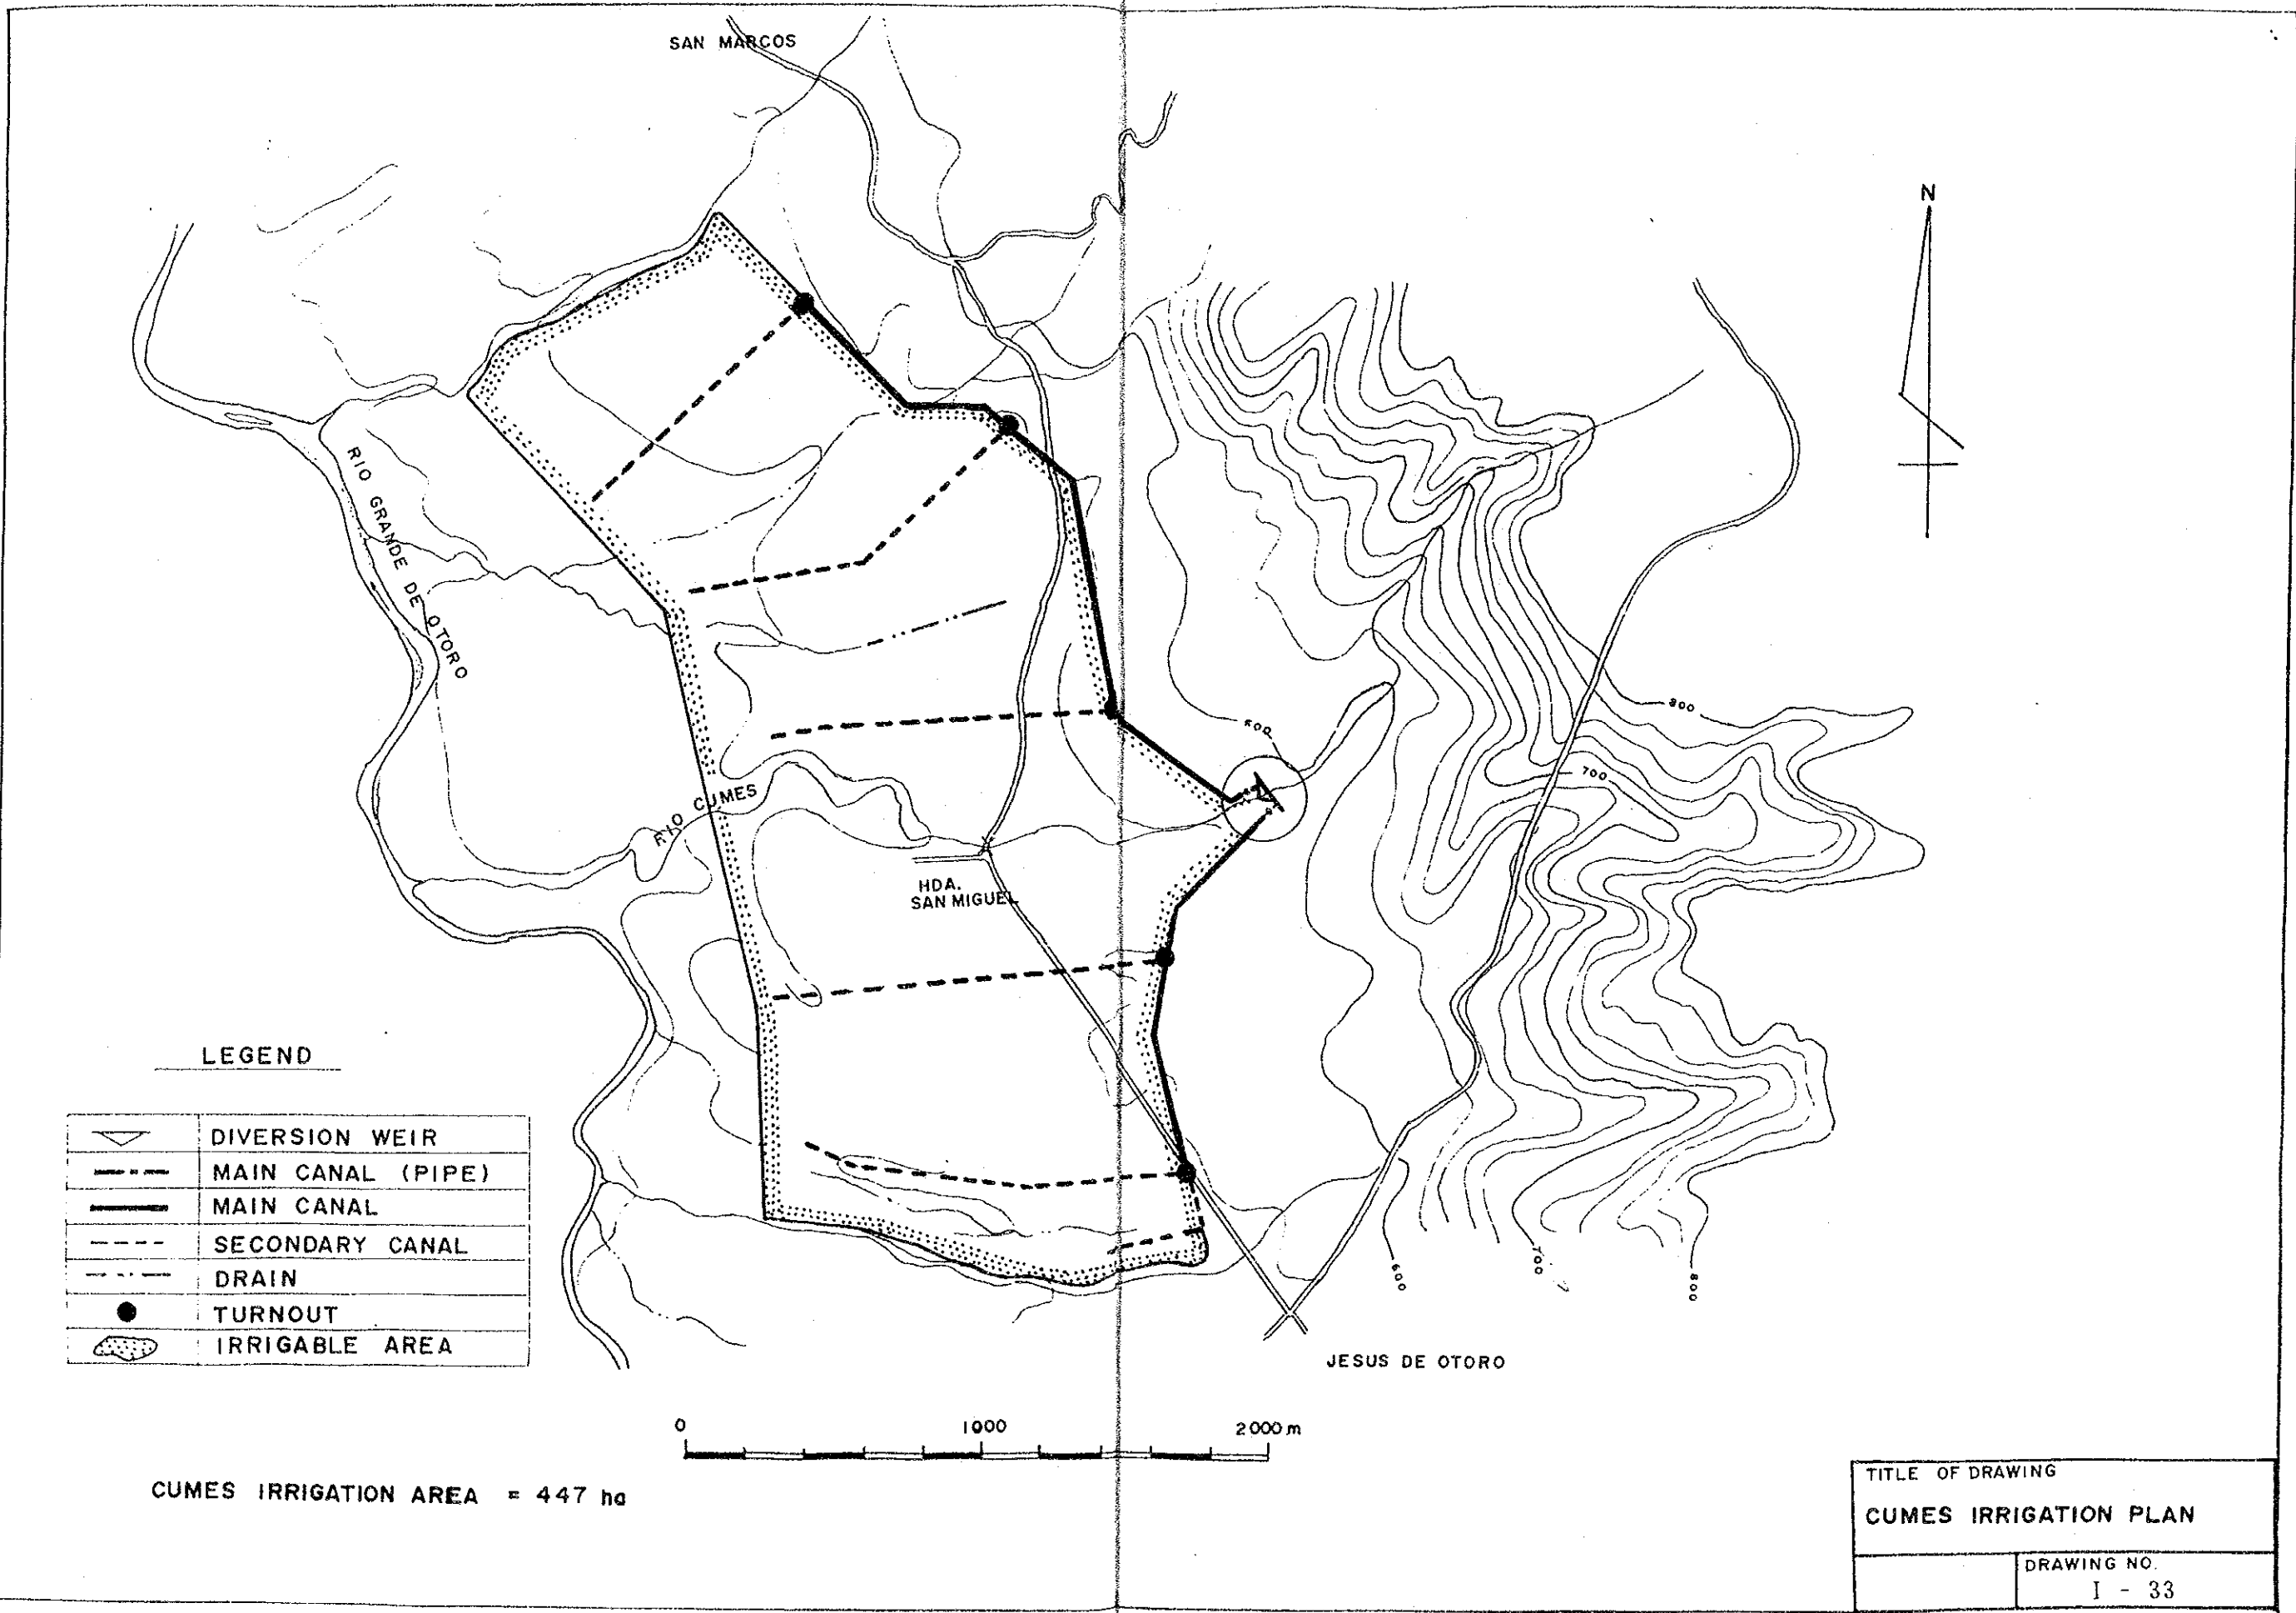 SAN MARCOS
N
RIO GRANDE DE OTORO
800
600
700
RIO CUMES
HDA.
SAN MIGUEL
LEGEND
DIVERSION WEIR
MAIN CANAL (PIPE)
MAIN CANAL
SECONDARY CANAL
DRAIN
TURNOUT
IRRIGABLE AREA
600
700
800
JESUS DE OTORO
0 1000 2000 m
CUMES IRRIGATION AREA = 447 ha
TITLE OF DRAWING
CUMES IRRIGATION PLAN
DRAWING NO.
I - 33